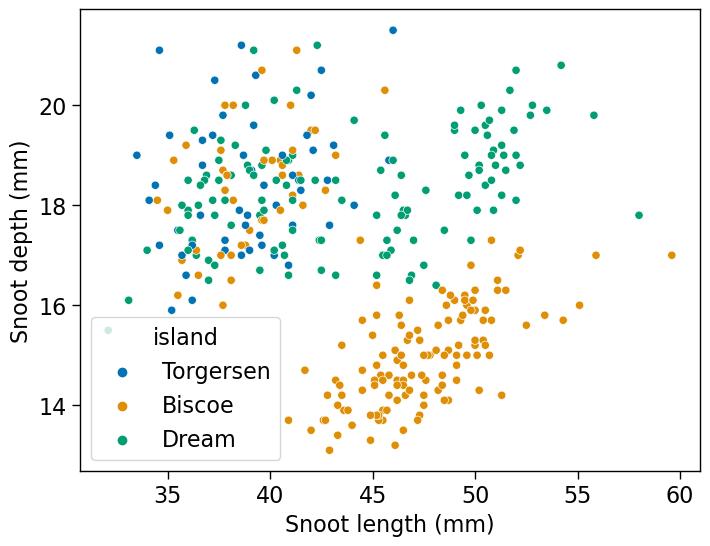 20
18
16
14
Snoot depth (mm)
island
Torgersen
Biscoe
Dream
35
40
45
50
55
60
Snoot length (mm)